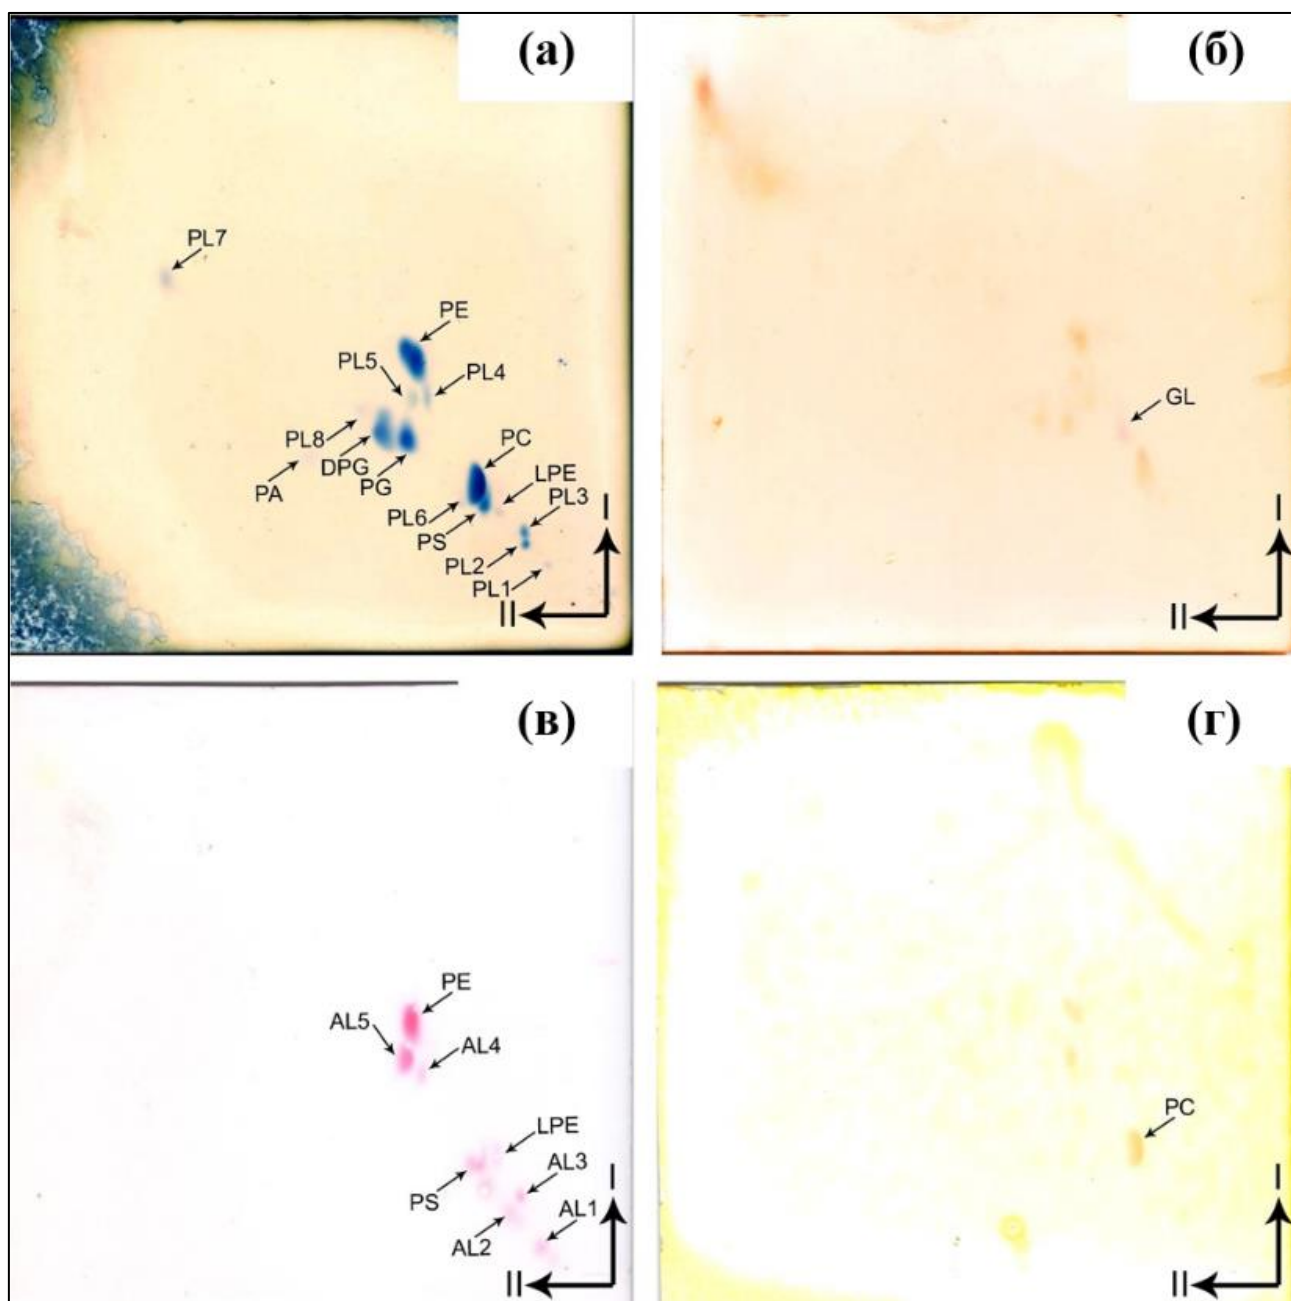 (а)
PL7
PE
PL5
PL4
PL8
DPG
PG
PA
PC
LPE
PL3
PL6
PS
PL2
PL1
I
II
(б)
GL
I
II
(в)
PE
AL5
AL4
LPE
AL3
PS
AL1
AL2
I
II
(г)
PC
I
II